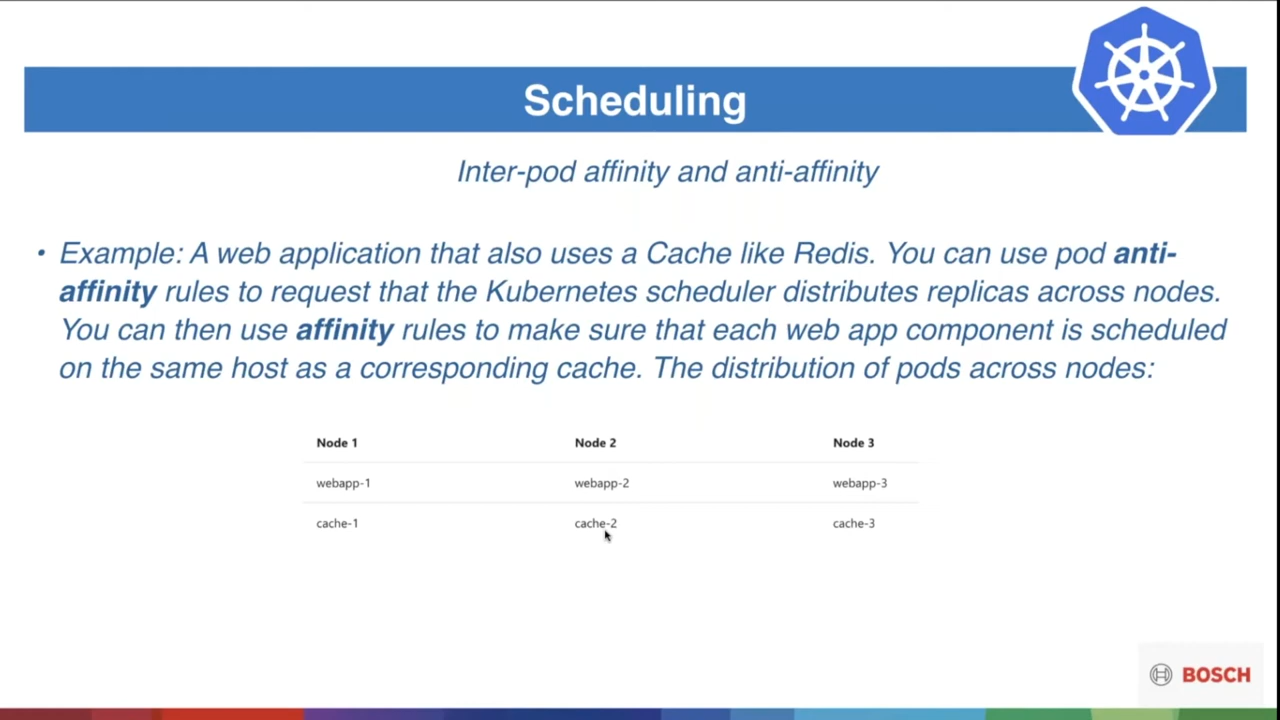 Scheduling
Inter-pod affinity and anti-affinity
• Example: A web application that also uses a Cache like Redis. You can use pod anti-
affinity rules to request that the Kubernetes scheduler distributes replicas across nodes.
You can then use affinity rules to make sure that each web app component is scheduled
on the same host as a corresponding cache. The distribution of pods across nodes:
Node 1 Node 2 Node 3
webapp-1 webapp-2 webapp-3
cache-1 cache-2 cache-3
BOSCH